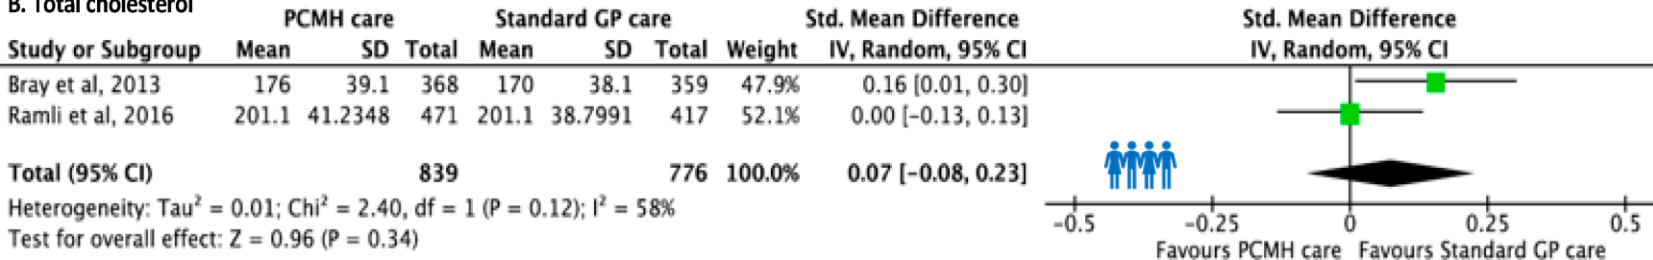 B. Total cholesterol
PCMH care Standard GP care Std. Mean Difference Std. Mean Difference
Study or Subgroup Mean SD Total Mean SD Total Weight IV, Random, 95% CI IV, Random, 95% CI
Bray et al, 2013 176 39.1 368 170 38.1 359 47.9% 0.16 [0.01, 0.30]
Ramli et al, 2016 201.1 41.2348 471 201.1 38.7991 417 52.1% 0.00 [−0.13, 0.13]
Total (95% CI) 839 776 100.0% 0.07 [−0.08, 0.23]
Heterogeneity: Tau² = 0.01; Chi² = 2.40, df = 1 (P = 0.12); I² = 58%
Test for overall effect: Z = 0.96 (P = 0.34)
−0.5 −0.25 0 0.25 0.5
Favours PCMH care Favours Standard GP care